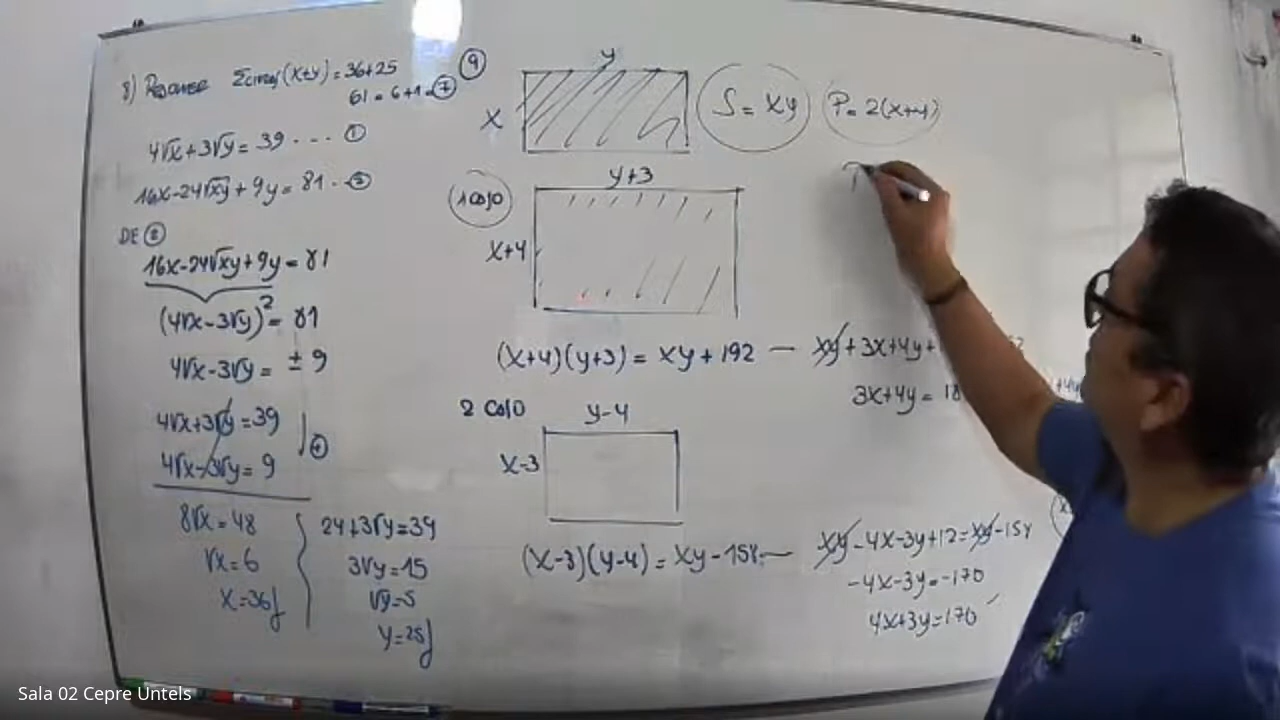 8) Resolver Σcifras(x+y) = 36+25
61 = 6+1 = ⑦
4√x + 3√y = 39 ... ①
16x - 24√xy + 9y = 81 ... ②
DE ②
16x - 24√xy + 9y = 81
(4√x - 3√y)² = 81
4√x - 3√y = ± 9
4√x + 3√y = 39
4√x - 3√y = 9
8√x = 48
√x = 6
x = 36
24 + 3√y = 39
3√y = 15
√y = 5
y = 25
⑨
y
x
S = xy
P = 2(x+y)
1 Caso
y+3
x+4
(x+4)(y+3) = xy + 192
xy + 3x + 4y +
3x + 4y = 18
2 Caso
y-4
x-3
(x-3)(y-4) = xy - 158
xy - 4x - 3y + 12 = xy - 158
-4x - 3y = -170
4x + 3y = 170
Sala 02 Cepre Untels